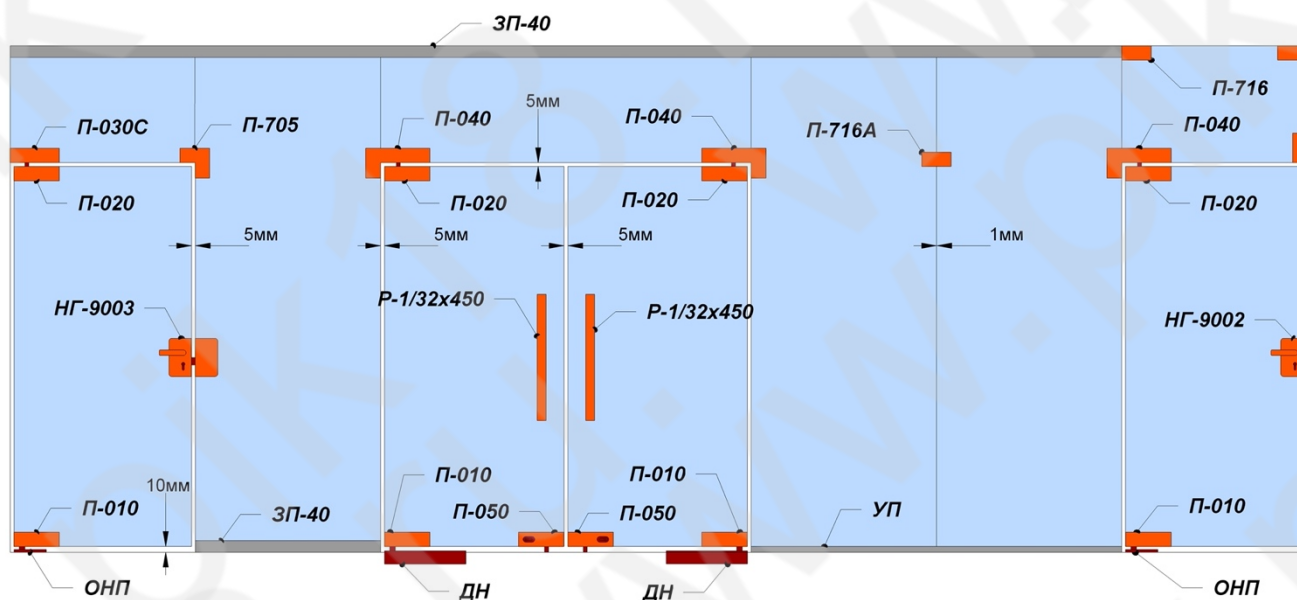 ЗП-40
П-716
5мм
П-030С
П-705
П-040
П-040
П-716А
П-040
П-020
П-020
П-020
П-020
5мм
5мм
5мм
1мм
НГ-9003
Р-1/32х450
Р-1/32х450
НГ-9002
П-010
П-010
10мм
П-010
ЗП-40
П-050
П-050
УП
П-010
ОНП
ДН
ДН
ОНП